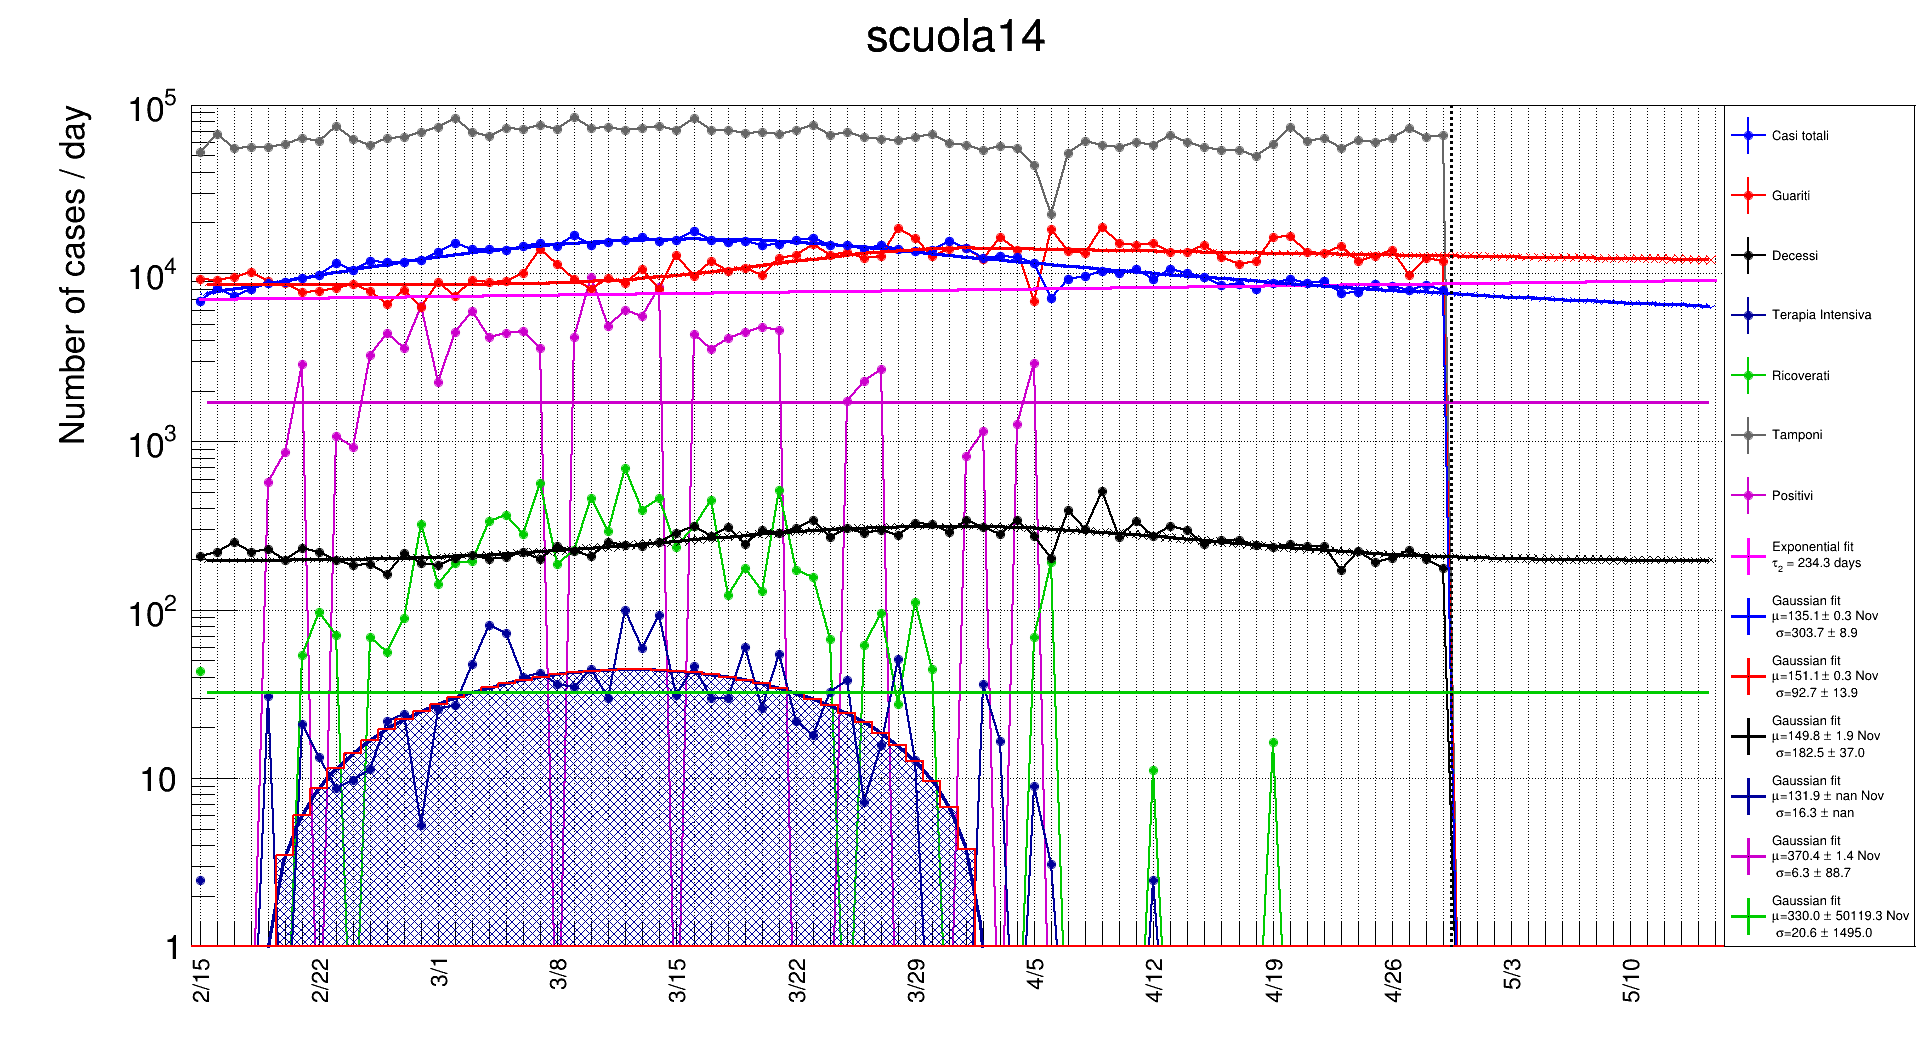 scuola14
Number of cases / day
10^5
10^4
10^3
10^2
10
1
2/15
2/22
3/1
3/8
3/15
3/22
3/29
4/5
4/12
4/19
4/26
5/3
5/10
Casi totali
Guariti
Decessi
Terapia Intensiva
Ricoverati
Tamponi
Positivi
Exponential fit
τ_2 = 234.3 days
Gaussian fit
μ=135.1± 0.3 Nov
σ=303.7 ± 8.9
Gaussian fit
μ=151.1± 0.3 Nov
σ=92.7 ± 13.9
Gaussian fit
μ=149.8 ± 1.9 Nov
σ=182.5 ± 37.0
Gaussian fit
μ=131.9 ± nan Nov
σ=16.3 ± nan
Gaussian fit
μ=370.4 ± 1.4 Nov
σ=6.3 ± 88.7
Gaussian fit
μ=330.0 ± 50119.3 Nov
σ=20.6 ± 1495.0